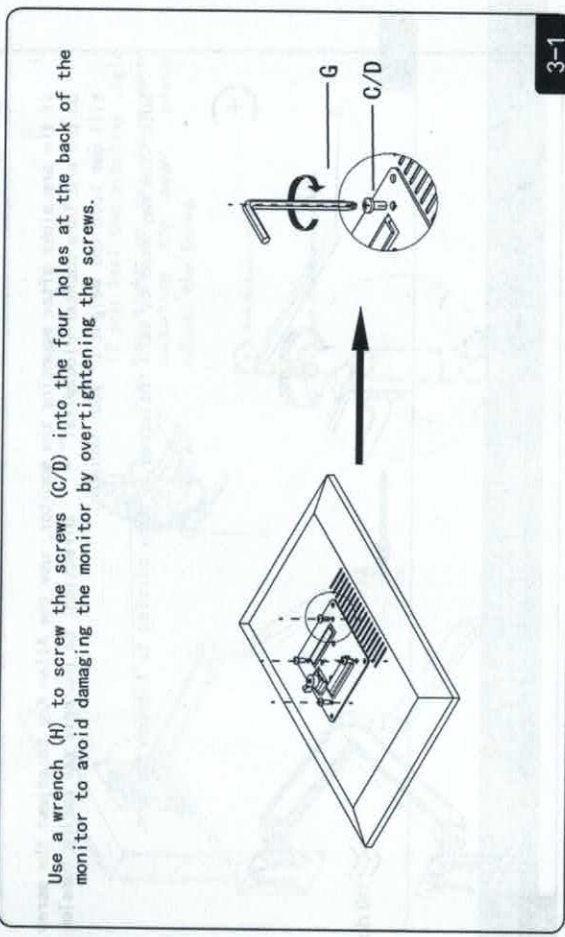 Use a wrench (H) to screw the screws (C/D) into the four holes at the back of the
monitor to avoid damaging the monitor by overtightening the screws.
G
C/D
3-1